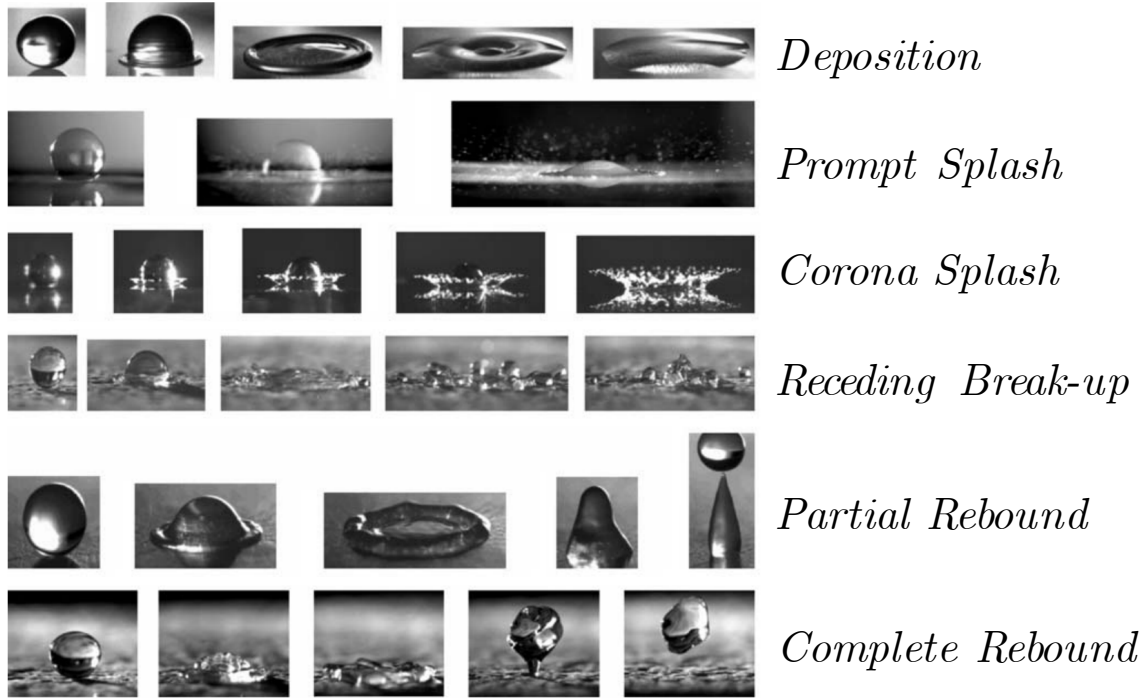 Deposition
Prompt Splash
Corona Splash
Receding Break-up
Partial Rebound
Complete Rebound